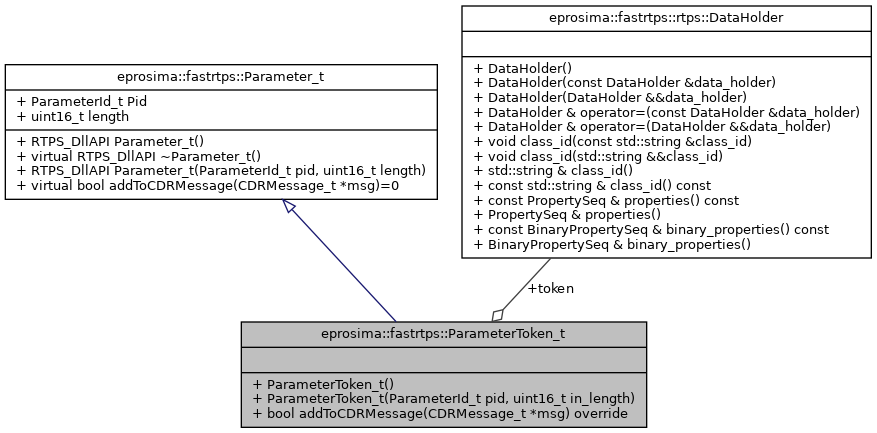 eprosima::fastrtps::Parameter_t
+ ParameterId_t Pid
+ uint16_t length
+ RTPS_DllAPI Parameter_t()
+ virtual RTPS_DllAPI ~Parameter_t()
+ RTPS_DllAPI Parameter_t(ParameterId_t pid, uint16_t length)
+ virtual bool addToCDRMessage(CDRMessage_t *msg)=0
eprosima::fastrtps::rtps::DataHolder
+ DataHolder()
+ DataHolder(const DataHolder &data_holder)
+ DataHolder(DataHolder &&data_holder)
+ DataHolder & operator=(const DataHolder &data_holder)
+ DataHolder & operator=(DataHolder &&data_holder)
+ void class_id(const std::string &class_id)
+ void class_id(std::string &&class_id)
+ std::string & class_id()
+ const std::string & class_id() const
+ const PropertySeq & properties() const
+ PropertySeq & properties()
+ const BinaryPropertySeq & binary_properties() const
+ BinaryPropertySeq & binary_properties()
+token
eprosima::fastrtps::ParameterToken_t
+ ParameterToken_t()
+ ParameterToken_t(ParameterId_t pid, uint16_t in_length)
+ bool addToCDRMessage(CDRMessage_t *msg) override